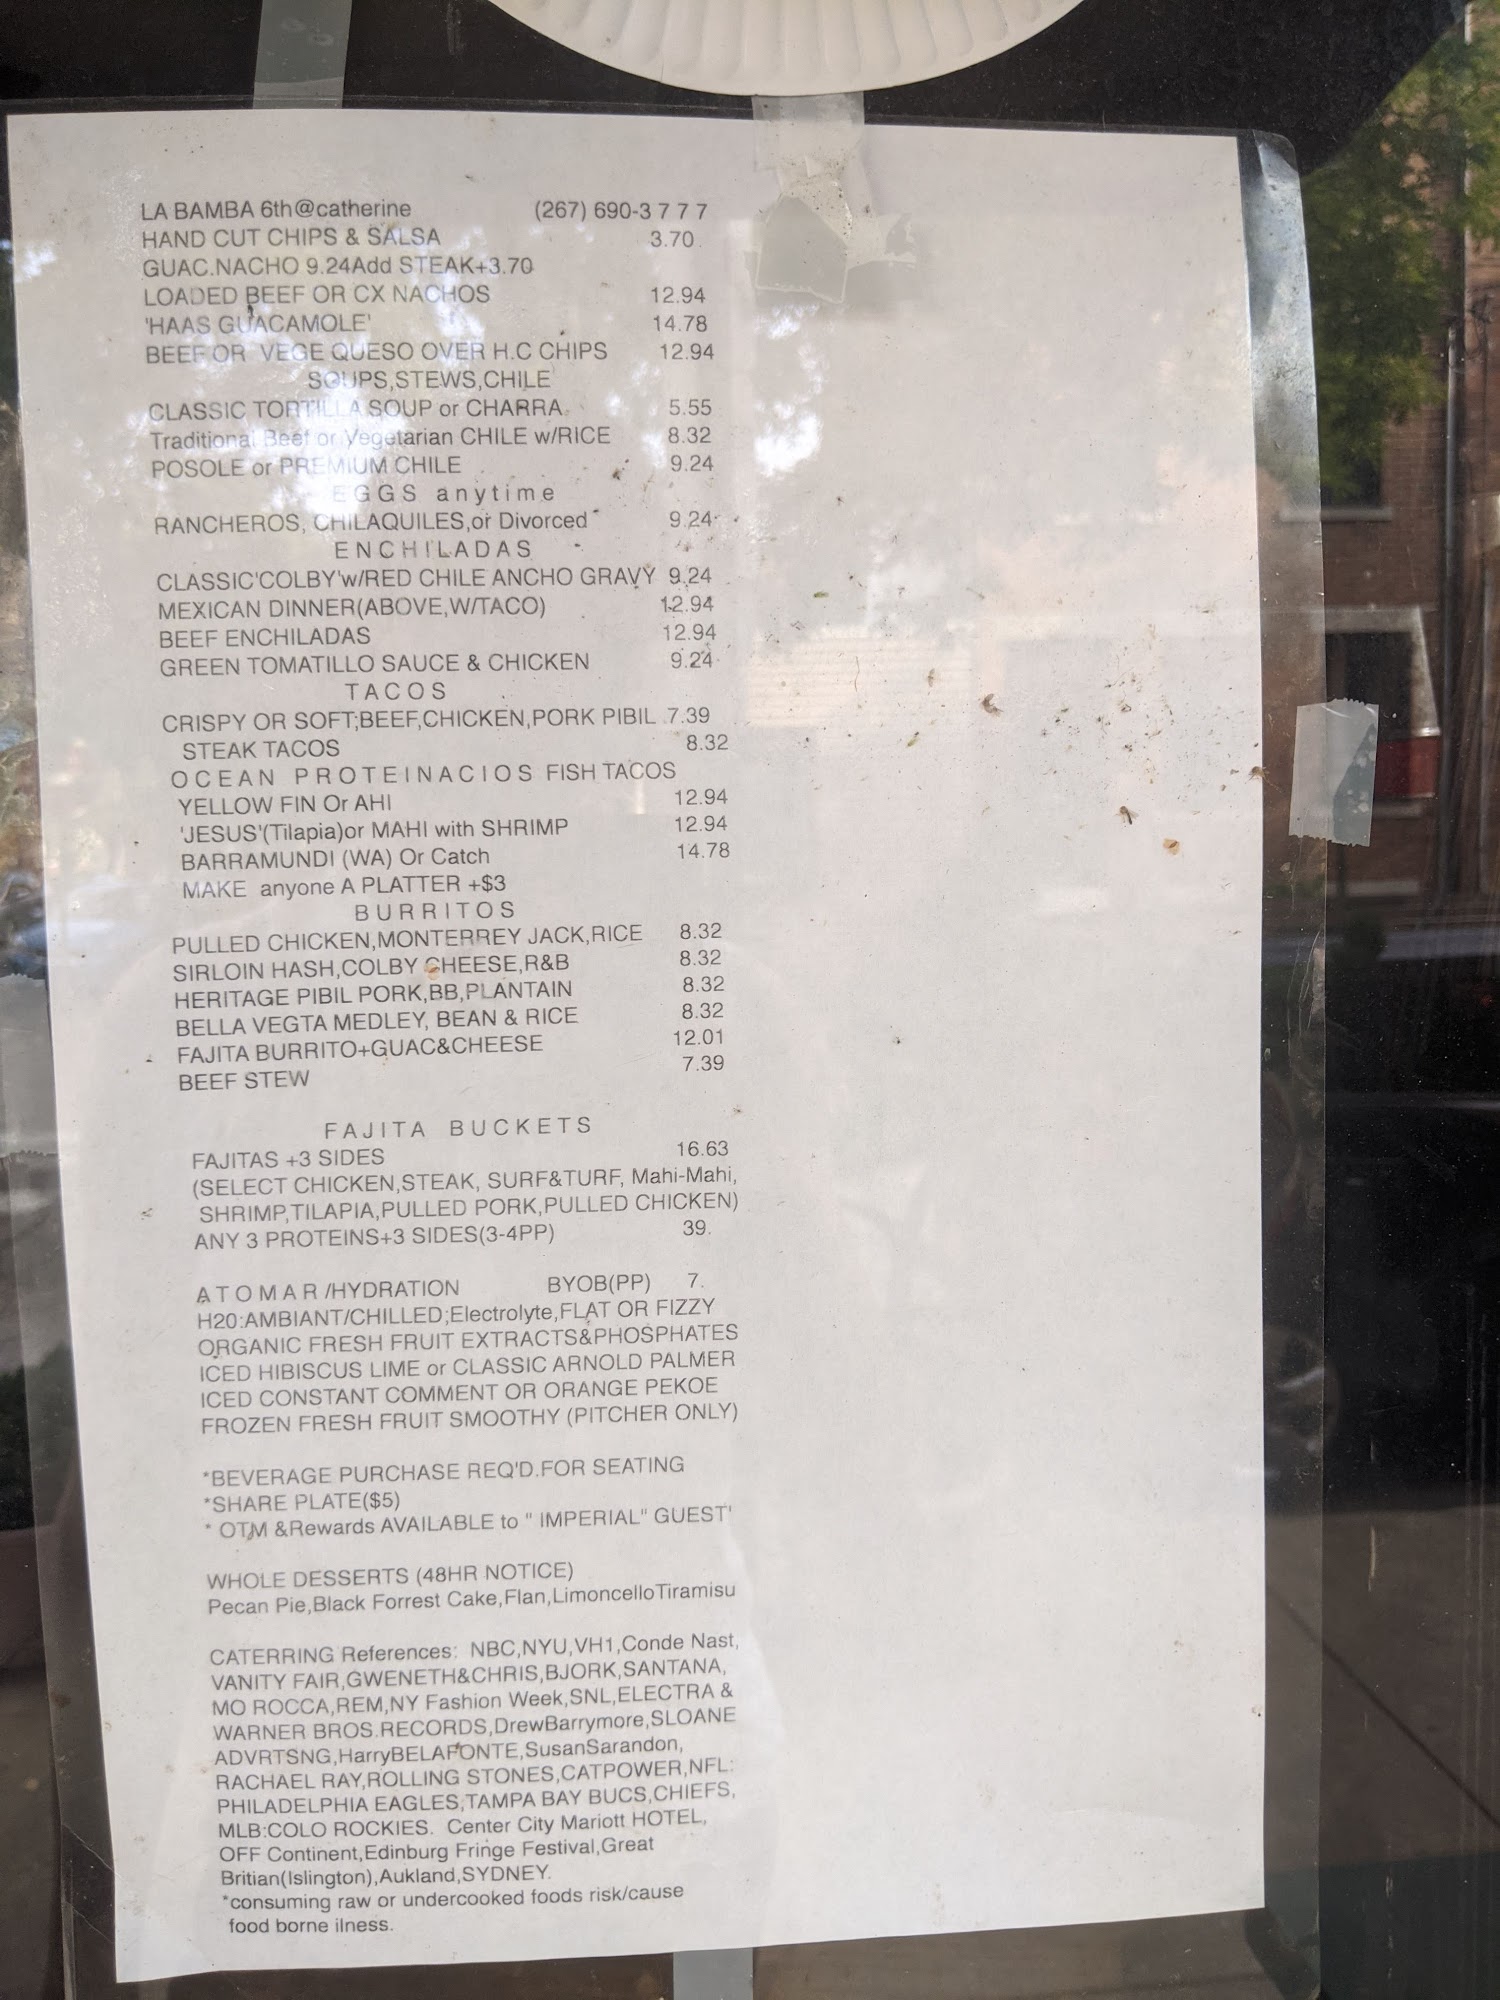 LA BAMBA 6th@catherine (267) 690-3 7 7 7
HAND CUT CHIPS & SALSA 3.70.
GUAC.NACHO 9.24Add STEAK+3.70
LOADED BEEF OR CX NACHOS 12.94
'HAAS GUACAMOLE' 14.78
BEEF OR VEGE QUESO OVER H.C CHIPS 12.94
SOUPS,STEWS,CHILE
CLASSIC TORTILLA SOUP or CHARRA. 5.55
Traditional Beef or Vegetarian CHILE w/RICE 8.32
POSOLE or PREMIUM CHILE 9.24
E G G S a n y t i m e
RANCHEROS, CHILAQUILES,or Divorced 9.24
E N C H I L A D A S
CLASSIC'COLBY'w/RED CHILE ANCHO GRAVY 9.24
MEXICAN DINNER(ABOVE,W/TACO) 12.94
BEEF ENCHILADAS 12.94
GREEN TOMATILLO SAUCE & CHICKEN 9.24
T A C O S
CRISPY OR SOFT;BEEF,CHICKEN,PORK PIBIL 7.39
STEAK TACOS 8.32
O C E A N P R O T E I N A C I O S FISH TACOS
YELLOW FIN Or AHI 12.94
'JESUS'(Tilapia)or MAHI with SHRIMP 12.94
BARRAMUNDI (WA) Or Catch 14.78
MAKE anyone A PLATTER +$3
B U R R I T O S
PULLED CHICKEN,MONTERREY JACK,RICE 8.32
SIRLOIN HASH,COLBY CHEESE,R&B 8.32
HERITAGE PIBIL PORK,BB,PLANTAIN 8.32
BELLA VEGTA MEDLEY, BEAN & RICE 8.32
FAJITA BURRITO+GUAC&CHEESE 12.01
BEEF STEW 7.39
F A J I T A B U C K E T S
FAJITAS +3 SIDES 16.63
(SELECT CHICKEN,STEAK, SURF&TURF, Mahi-Mahi,
SHRIMP,TILAPIA,PULLED PORK,PULLED CHICKEN)
ANY 3 PROTEINS+3 SIDES(3-4PP) 39.
A T O M A R /HYDRATION BYOB(PP) 7.
H20:AMBIANT/CHILLED;Electrolyte,FLAT OR FIZZY
ORGANIC FRESH FRUIT EXTRACTS&PHOSPHATES
ICED HIBISCUS LIME or CLASSIC ARNOLD PALMER
ICED CONSTANT COMMENT OR ORANGE PEKOE
FROZEN FRESH FRUIT SMOOTHY (PITCHER ONLY)
*BEVERAGE PURCHASE REQ'D.FOR SEATING
*SHARE PLATE($5)
* OTM &Rewards AVAILABLE to " IMPERIAL" GUEST'
WHOLE DESSERTS (48HR NOTICE)
Pecan Pie,Black Forrest Cake,Flan,LimoncelloTiramisu
CATERRING References: NBC,NYU,VH1,Conde Nast,
VANITY FAIR,GWENETH&CHRIS,BJORK,SANTANA,
MO ROCCA,REM,NY Fashion Week,SNL,ELECTRA &
WARNER BROS.RECORDS,DrewBarrymore,SLOANE
ADVRTSNG,HarryBELAFONTE,SusanSarandon,
RACHAEL RAY,ROLLING STONES,CATPOWER,NFL:
PHILADELPHIA EAGLES,TAMPA BAY BUCS,CHIEFS,
MLB:COLO ROCKIES. Center City Mariott HOTEL,
OFF Continent,Edinburg Fringe Festival,Great
Britian(Islington),Aukland,SYDNEY.
*consuming raw or undercooked foods risk/cause
food borne ilness.